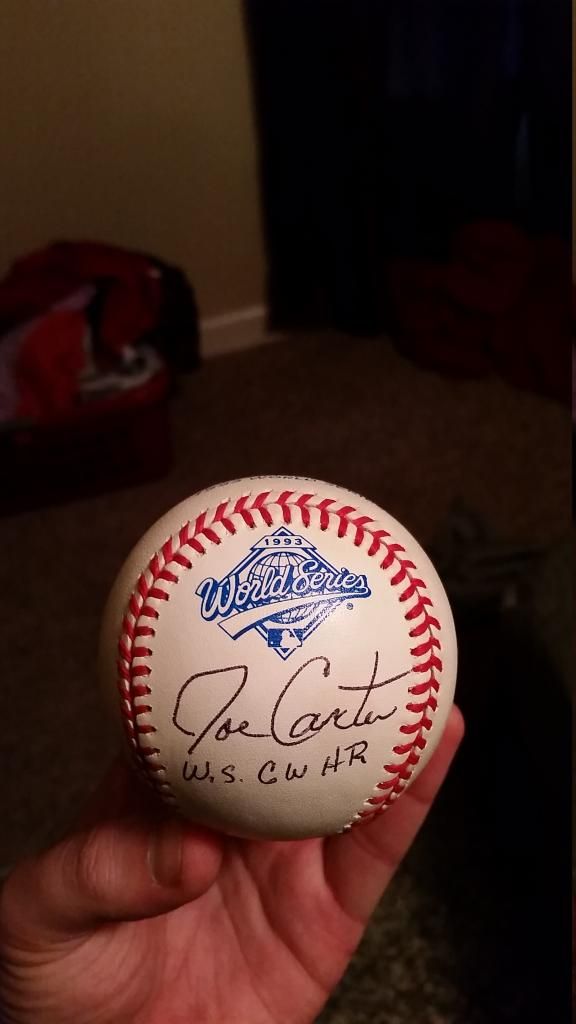 1993
World Series
Joe Carter
W.S. GW HR